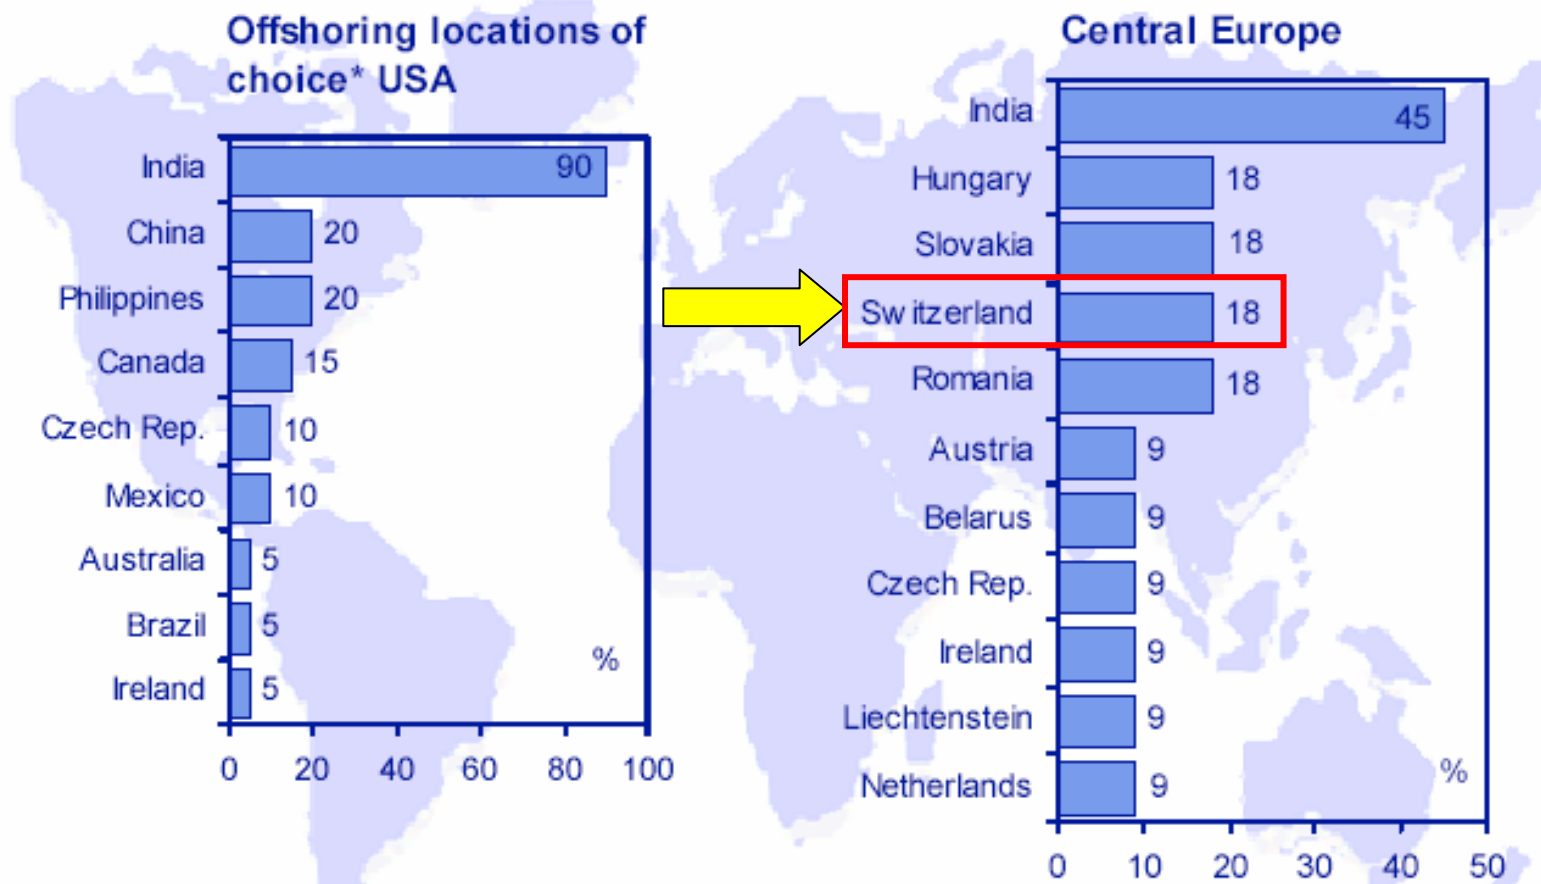 Offshoring locations of
choice* USA
India 90
China 20
Philippines 20
Canada 15
Czech Rep. 10
Mexico 10
Australia 5
Brazil 5
%
Ireland 5
0 20 40 60 80 100
Central Europe
India 45
Hungary 18
Slovakia 18
Switzerland 18
Romania 18
Austria 9
Belarus 9
Czech Rep. 9
Ireland 9
Liechtenstein 9
%
Netherlands 9
0 10 20 30 40 50